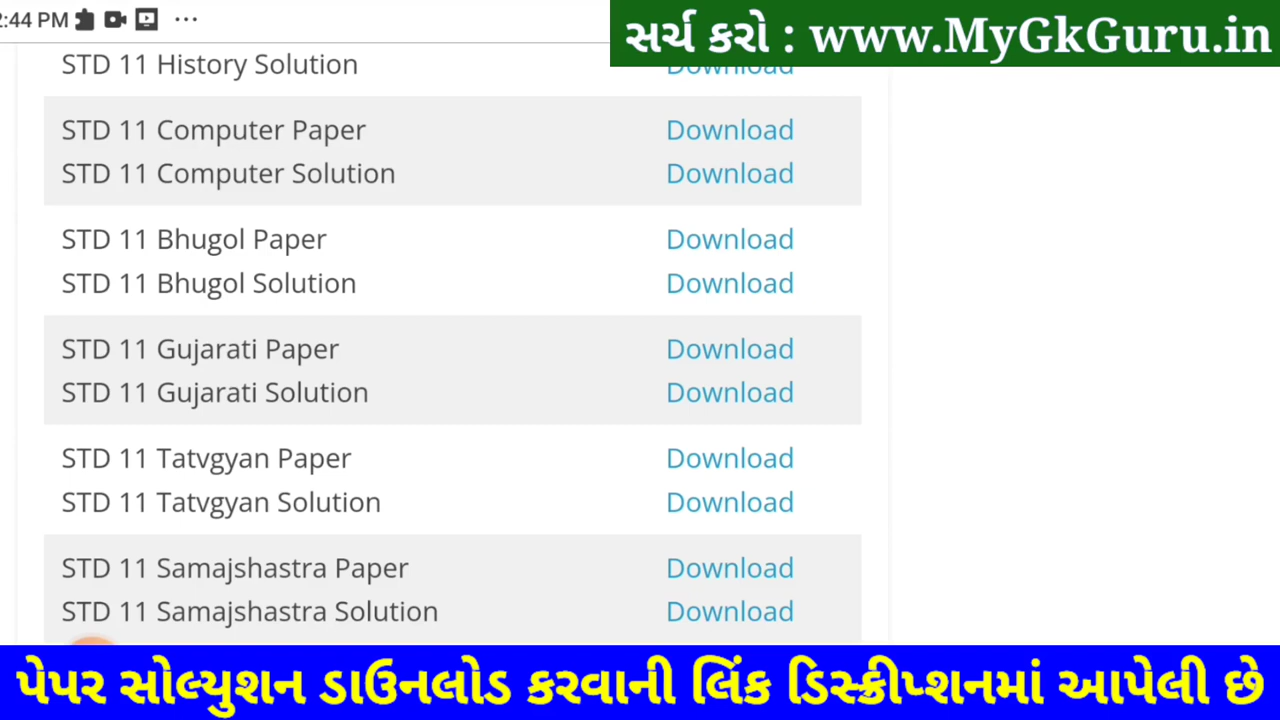 2:44 PM ...
સર્ચ કરો : www.MyGkGuru.in
STD 11 History Solution Download
STD 11 Computer Paper Download
STD 11 Computer Solution Download
STD 11 Bhugol Paper Download
STD 11 Bhugol Solution Download
STD 11 Gujarati Paper Download
STD 11 Gujarati Solution Download
STD 11 Tatvgyan Paper Download
STD 11 Tatvgyan Solution Download
STD 11 Samajshastra Paper Download
STD 11 Samajshastra Solution Download
પેપર સોલ્યુશન ડાઉનલોડ કરવાની લિંક ડિસ્ક્રીપ્શનમાં આપેલી છે